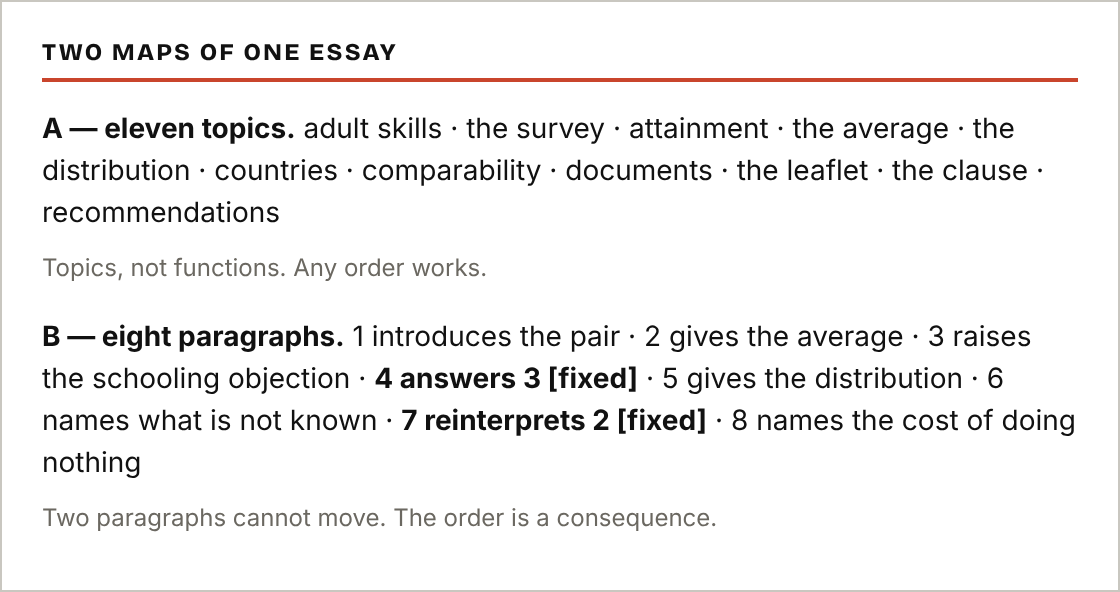 TWO MAPS OF ONE ESSAY
A — eleven topics. adult skills · the survey · attainment · the average · the
distribution · countries · comparability · documents · the leaflet · the clause ·
recommendations
Topics, not functions. Any order works.
B — eight paragraphs. 1 introduces the pair · 2 gives the average · 3 raises
the schooling objection · 4 answers 3 [fixed] · 5 gives the distribution · 6
names what is not known · 7 reinterprets 2 [fixed] · 8 names the cost of doing
nothing
Two paragraphs cannot move. The order is a consequence.